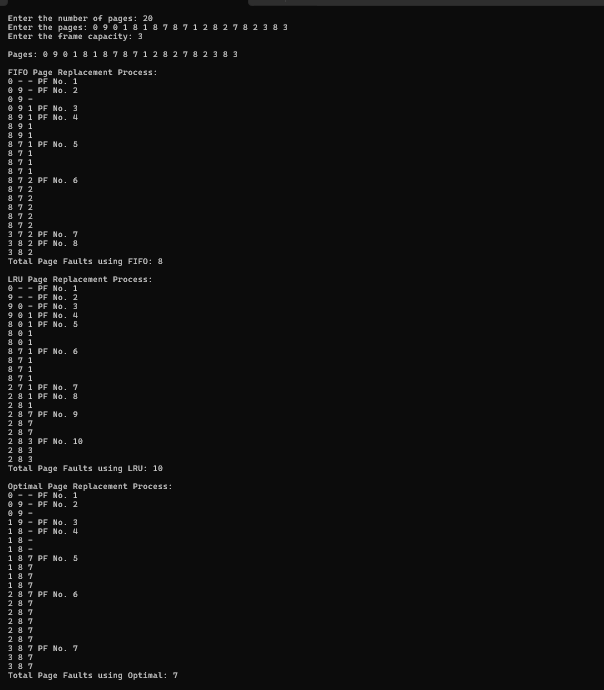 Enter the number of pages: 20
Enter the pages: 0 9 0 1 8 1 8 7 8 7 1 2 8 2 7 8 2 3 8 3
Enter the frame capacity: 3
Pages: 0 9 0 1 8 1 8 7 8 7 1 2 8 2 7 8 2 3 8 3
FIFO Page Replacement Process:
0 - - PF No. 1
0 9 - PF No. 2
0 9 -
0 9 1 PF No. 3
8 9 1 PF No. 4
8 9 1
8 9 1
8 7 1 PF No. 5
8 7 1
8 7 1
8 7 1
8 7 2 PF No. 6
8 7 2
8 7 2
8 7 2
8 7 2
8 7 2
3 7 2 PF No. 7
3 8 2 PF No. 8
3 8 2
Total Page Faults using FIFO: 8
LRU Page Replacement Process:
0 - - PF No. 1
9 - - PF No. 2
9 0 - PF No. 3
9 0 1 PF No. 4
8 0 1 PF No. 5
8 0 1
8 0 1
8 7 1 PF No. 6
8 7 1
8 7 1
8 7 1
2 7 1 PF No. 7
2 8 1 PF No. 8
2 8 1
2 8 7 PF No. 9
2 8 7
2 8 7
2 8 3 PF No. 10
2 8 3
2 8 3
Total Page Faults using LRU: 10
Optimal Page Replacement Process:
0 - - PF No. 1
0 9 - PF No. 2
0 9 -
1 9 - PF No. 3
1 8 - PF No. 4
1 8 -
1 8 -
1 8 7 PF No. 5
1 8 7
1 8 7
1 8 7
2 8 7 PF No. 6
2 8 7
2 8 7
2 8 7
2 8 7
2 8 7
3 8 7 PF No. 7
3 8 7
3 8 7
Total Page Faults using Optimal: 7